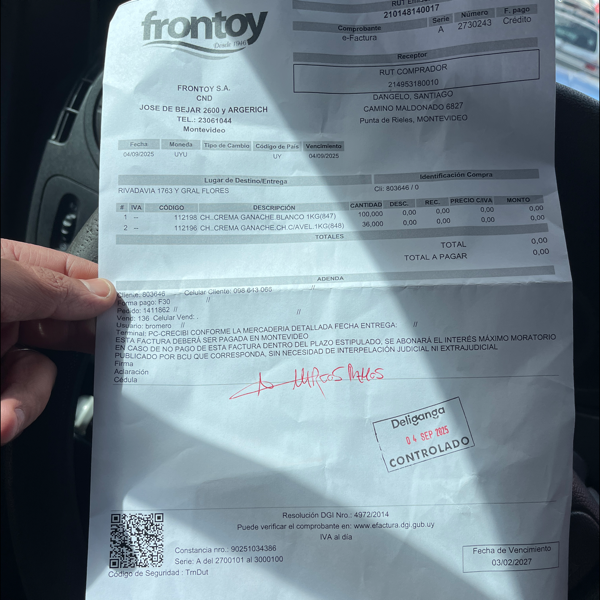 frontoy
Desde 1940
210148140017
Comprobante Serie Número F. pago
e-Factura A 2730243 Crédito
Receptor
RUT COMPRADOR
214953180010
FRONTOY S.A.
CND
JOSE DE BEJAR 2600 y ARGERICH
TEL.: 23061044
Montevideo
DANGELO, SANTIAGO
CAMINO MALDONADO 6827
Punta de Rieles, MONTEVIDEO
Fecha Moneda Tipo de Cambio Código de País Vencimiento
04/09/2025 UYU UY 04/09/2025
Lugar de Destino/Entrega Identificación Compra
RIVADAVIA 1763 Y GRAL FLORES Cli: 803646 / 0
# IVA CÓDIGO DESCRIPCIÓN CANTIDAD DESC. REC. PRECIO C/IVA MONTO
1 -- 112198 CH..CREMA GANACHE BLANCO 1KG(847) 100,000 0,00 0,00 0,00 0,00
2 -- 112196 CH..CREMA GANACHE.CH.C/AVEL.1KG(848) 36,000 0,00 0,00 0,00 0,00
TOTALES
TOTAL 0,00
TOTAL A PAGAR 0,00
ADENDA
Cliente: 803646 Celular Cliente: 098 643 065 //
Forma pago: F30 //
Pedido: 1411862 // //
Vend: 136 Celular Vend: .
Usuario: bromero //
Terminal: PC-CRECIBI CONFORME LA MERCADERIA DETALLADA FECHA ENTREGA: //
ESTA FACTURA DEBERÁ SER PAGADA EN MONTEVIDEO
EN CASO DE NO PAGO DE ESTA FACTURA DENTRO DEL PLAZO ESTIPULADO, SE ABONARÁ EL INTERÉS MÁXIMO MORATORIO
PUBLICADO POR BCU QUE CORRESPONDA, SIN NECESIDAD DE INTERPELACIÓN JUDICIAL NI EXTRAJUDICIAL
Firma
Aclaración
Cédula
Deliganga
04 SEP 2025
CONTROLADO
Resolución DGI Nro.: 4972/2014
Puede verificar el comprobante en: www.efactura.dgi.gub.uy
IVA al día
Constancia nro.: 90251034386
Serie: A del 2700101 al 3000100
Código de Seguridad : TrnDut
Fecha de Vencimiento
03/02/2027